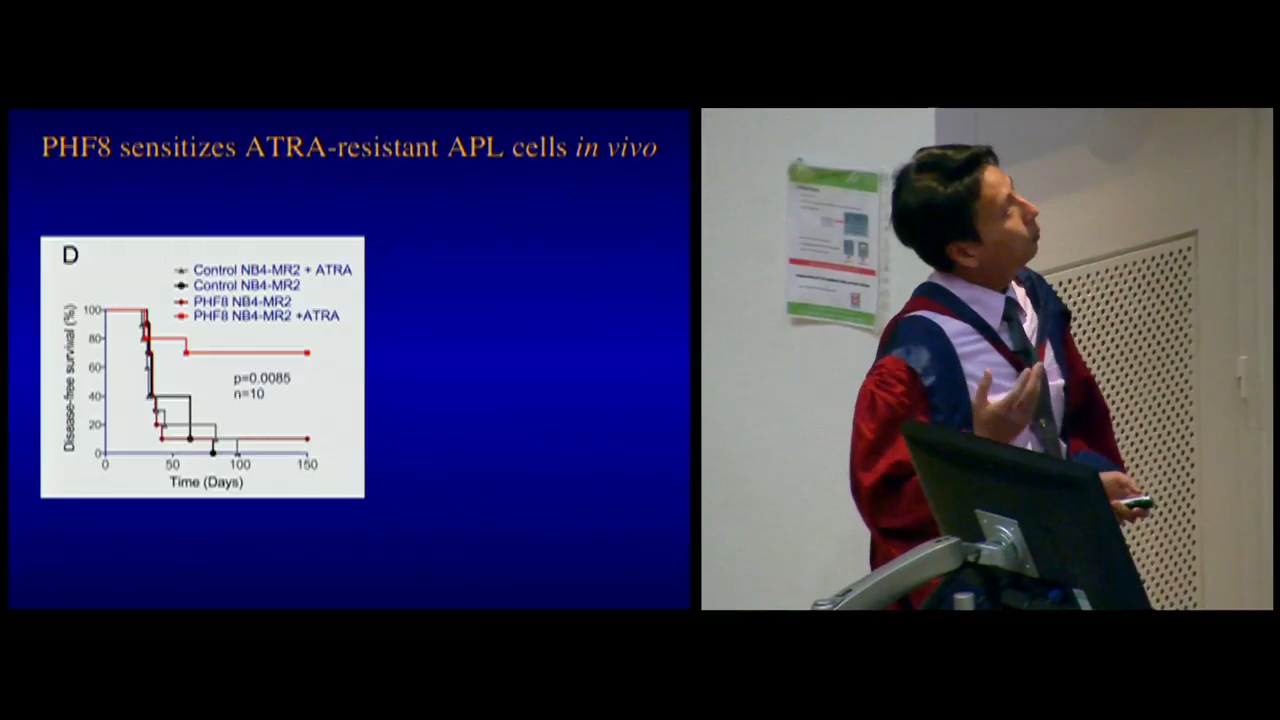 PHF8 sensitizes ATRA-resistant APL cells in vivo
D
Control NB4-MR2 + ATRA
Control NB4-MR2
PHF8 NB4-MR2
PHF8 NB4-MR2 +ATRA
Disease-free survival (%)
100
80
60
40
20
0
p=0.0085
n=10
0 50 100 150
Time (Days)